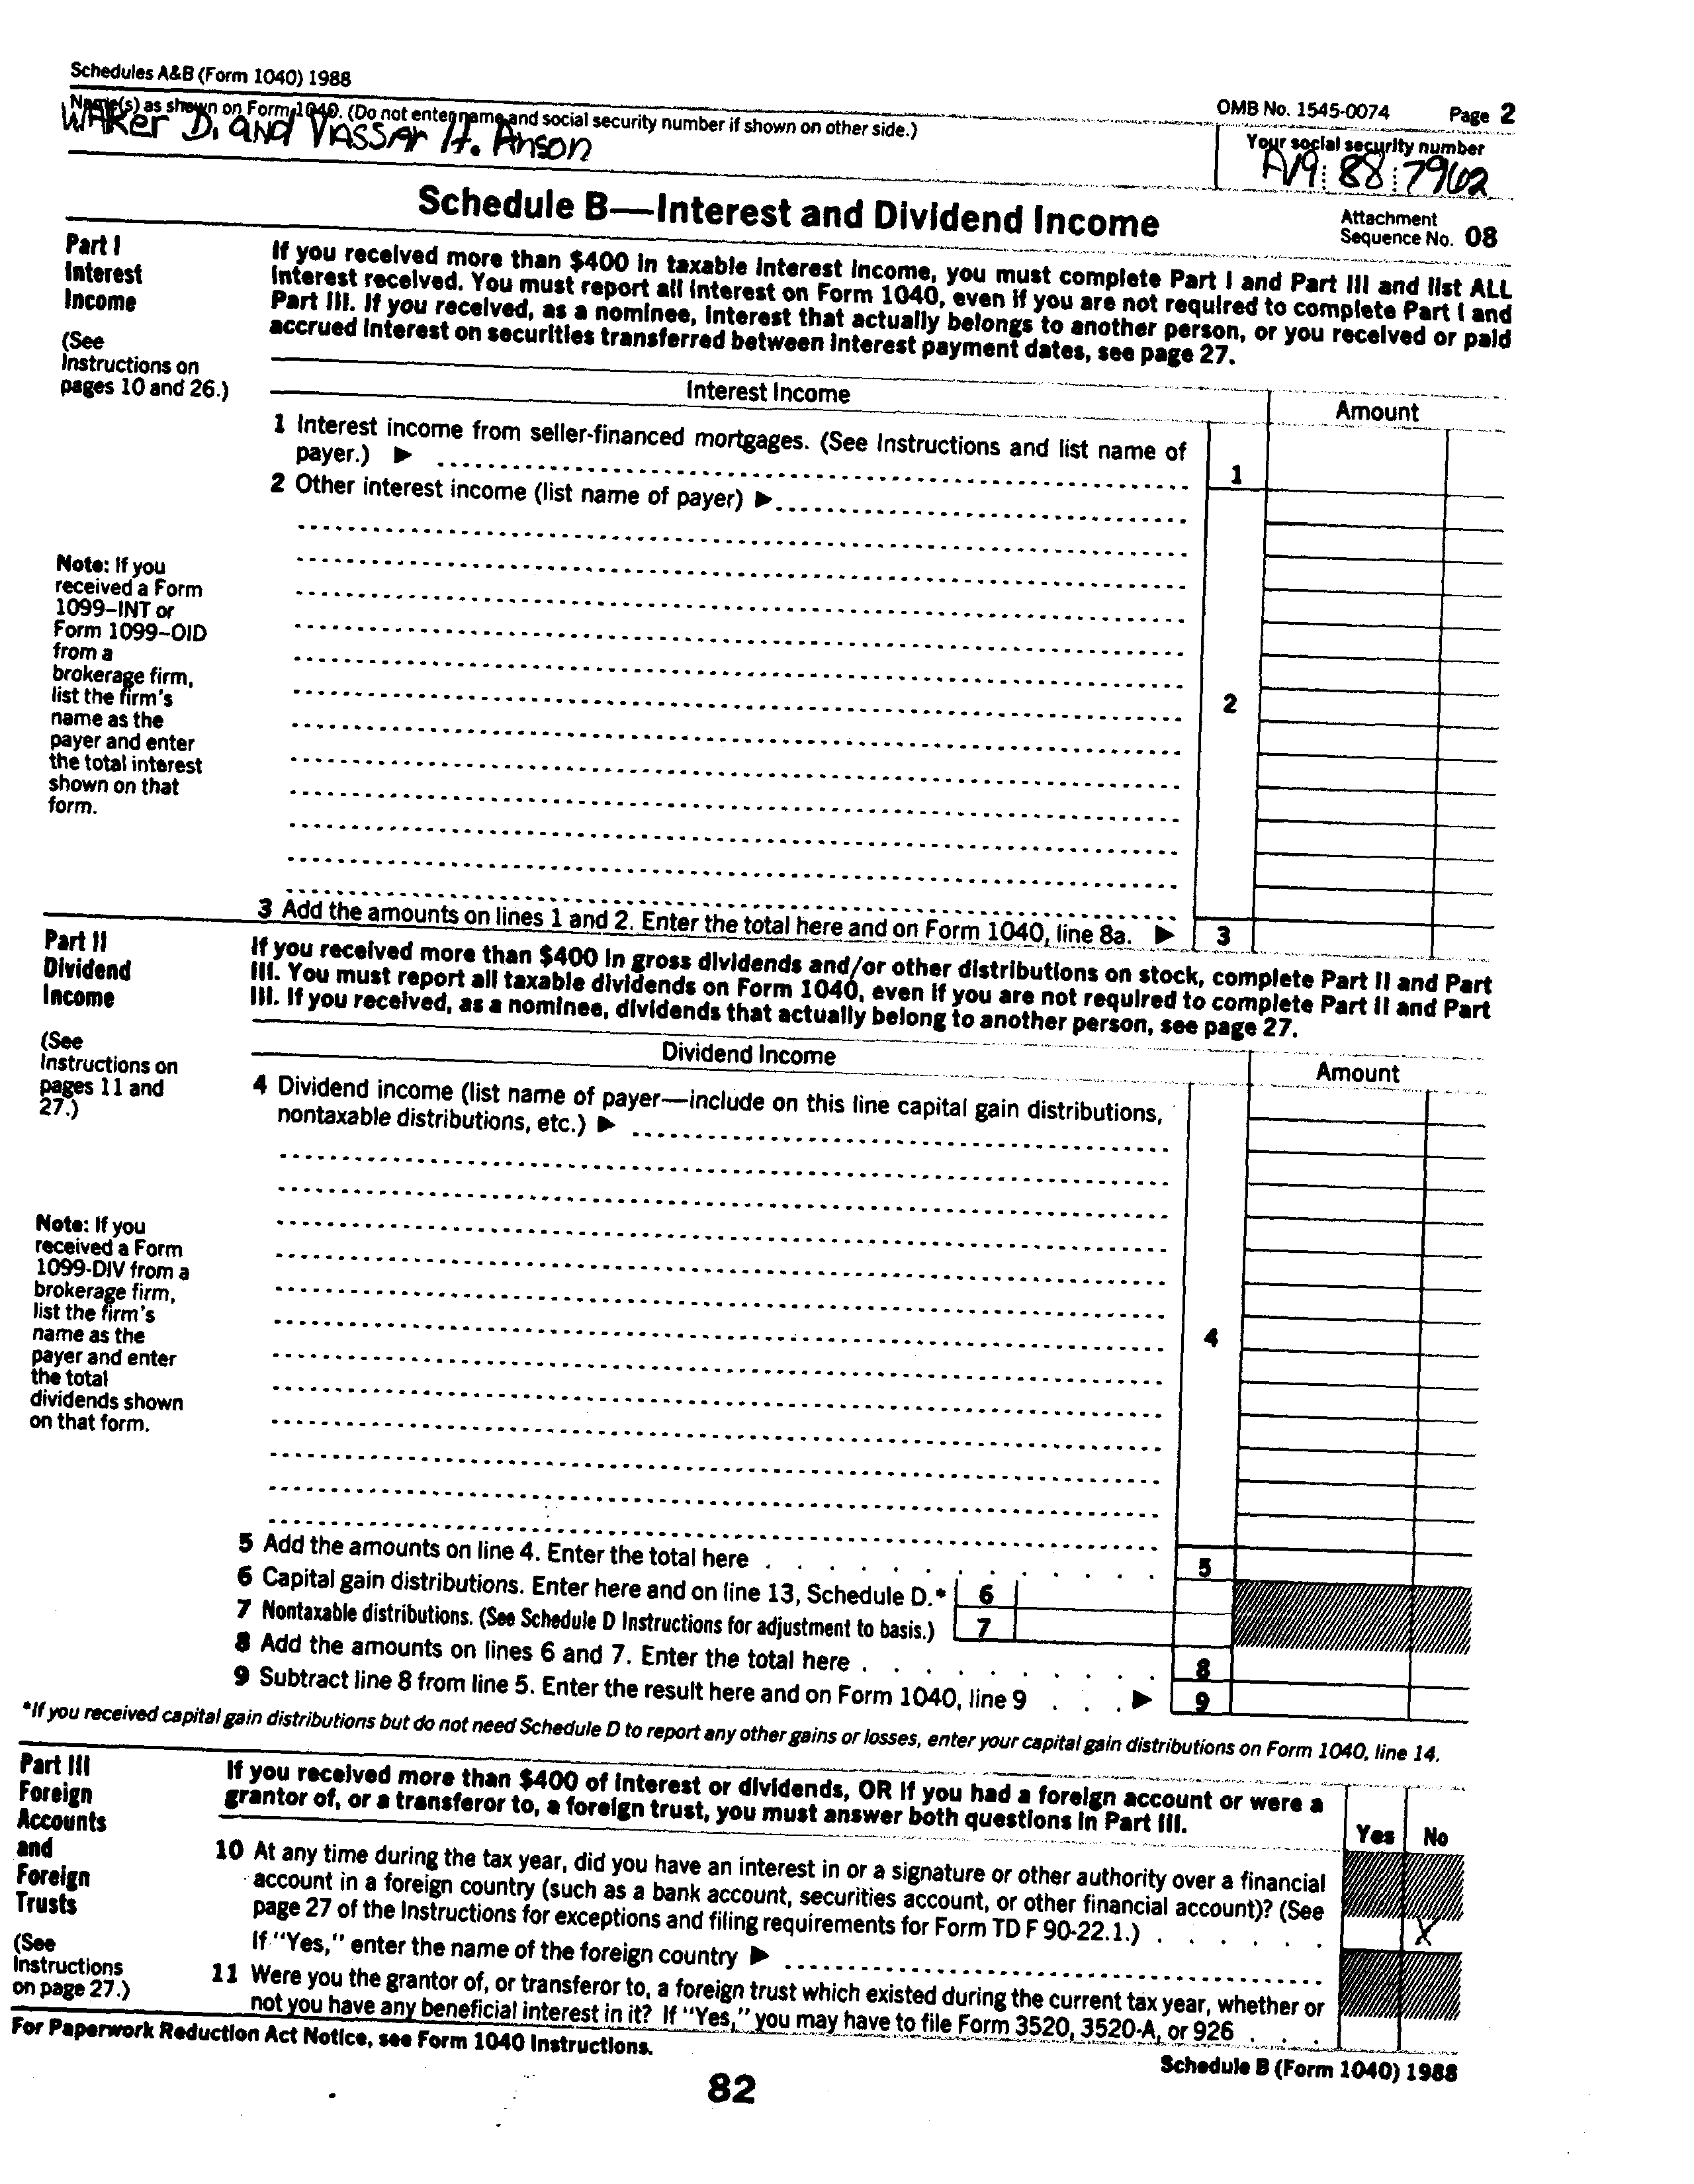 Schedules A&B (Form 1040) 1988
OMB No. 1545-0074 Page 2
Name(s) as shown on Form 1040. (Do not enter name and social security number if shown on other side.)
Waker D. and Vassar H. Anson
Your social security number
88 7962
Schedule B—Interest and Dividend Income
Attachment
Sequence No. 08
Part I
Interest
Income
(See
Instructions on
pages 10 and 26.)
If you received more than $400 in taxable interest income, you must complete Part I and Part III and list ALL
interest received. You must report all interest on Form 1040, even if you are not required to complete Part I and
Part III. If you received, as a nominee, interest that actually belongs to another person, or you received or paid
accrued interest on securities transferred between interest payment dates, see page 27.
Interest Income
Amount
1 Interest income from seller-financed mortgages. (See Instructions and list name of
payer.) ▶
1
2 Other interest income (list name of payer) ▶
Note: If you
received a Form
1099–INT or
Form 1099–OID
from a
brokerage firm,
list the firm's
name as the
payer and enter
the total interest
shown on that
form.
2
3 Add the amounts on lines 1 and 2. Enter the total here and on Form 1040, line 8a. ▶ 3
Part II
Dividend
Income
(See
Instructions on
pages 11 and
27.)
If you received more than $400 in gross dividends and/or other distributions on stock, complete Part II and Part
III. You must report all taxable dividends on Form 1040, even if you are not required to complete Part II and Part
III. If you received, as a nominee, dividends that actually belong to another person, see page 27.
Dividend Income
Amount
4 Dividend income (list name of payer—include on this line capital gain distributions,
nontaxable distributions, etc.) ▶
Note: If you
received a Form
1099-DIV from a
brokerage firm,
list the firm's
name as the
payer and enter
the total
dividends shown
on that form.
4
5 Add the amounts on line 4. Enter the total here 5
6 Capital gain distributions. Enter here and on line 13, Schedule D.* 6
7 Nontaxable distributions. (See Schedule D Instructions for adjustment to basis.) 7
8 Add the amounts on lines 6 and 7. Enter the total here 8
9 Subtract line 8 from line 5. Enter the result here and on Form 1040, line 9 ▶ 9
*If you received capital gain distributions but do not need Schedule D to report any other gains or losses, enter your capital gain distributions on Form 1040, line 14.
Part III
Foreign
Accounts
and
Foreign
Trusts
(See
Instructions
on page 27.)
If you received more than $400 of interest or dividends, OR if you had a foreign account or were a
grantor of, or a transferor to, a foreign trust, you must answer both questions in Part III.
Yes No
10 At any time during the tax year, did you have an interest in or a signature or other authority over a financial
account in a foreign country (such as a bank account, securities account, or other financial account)? (See
page 27 of the Instructions for exceptions and filing requirements for Form TD F 90-22.1.) X
If "Yes," enter the name of the foreign country ▶
11 Were you the grantor of, or transferor to, a foreign trust which existed during the current tax year, whether or
not you have any beneficial interest in it? If "Yes," you may have to file Form 3520, 3520-A, or 926
For Paperwork Reduction Act Notice, see Form 1040 Instructions.
Schedule B (Form 1040) 1988
82